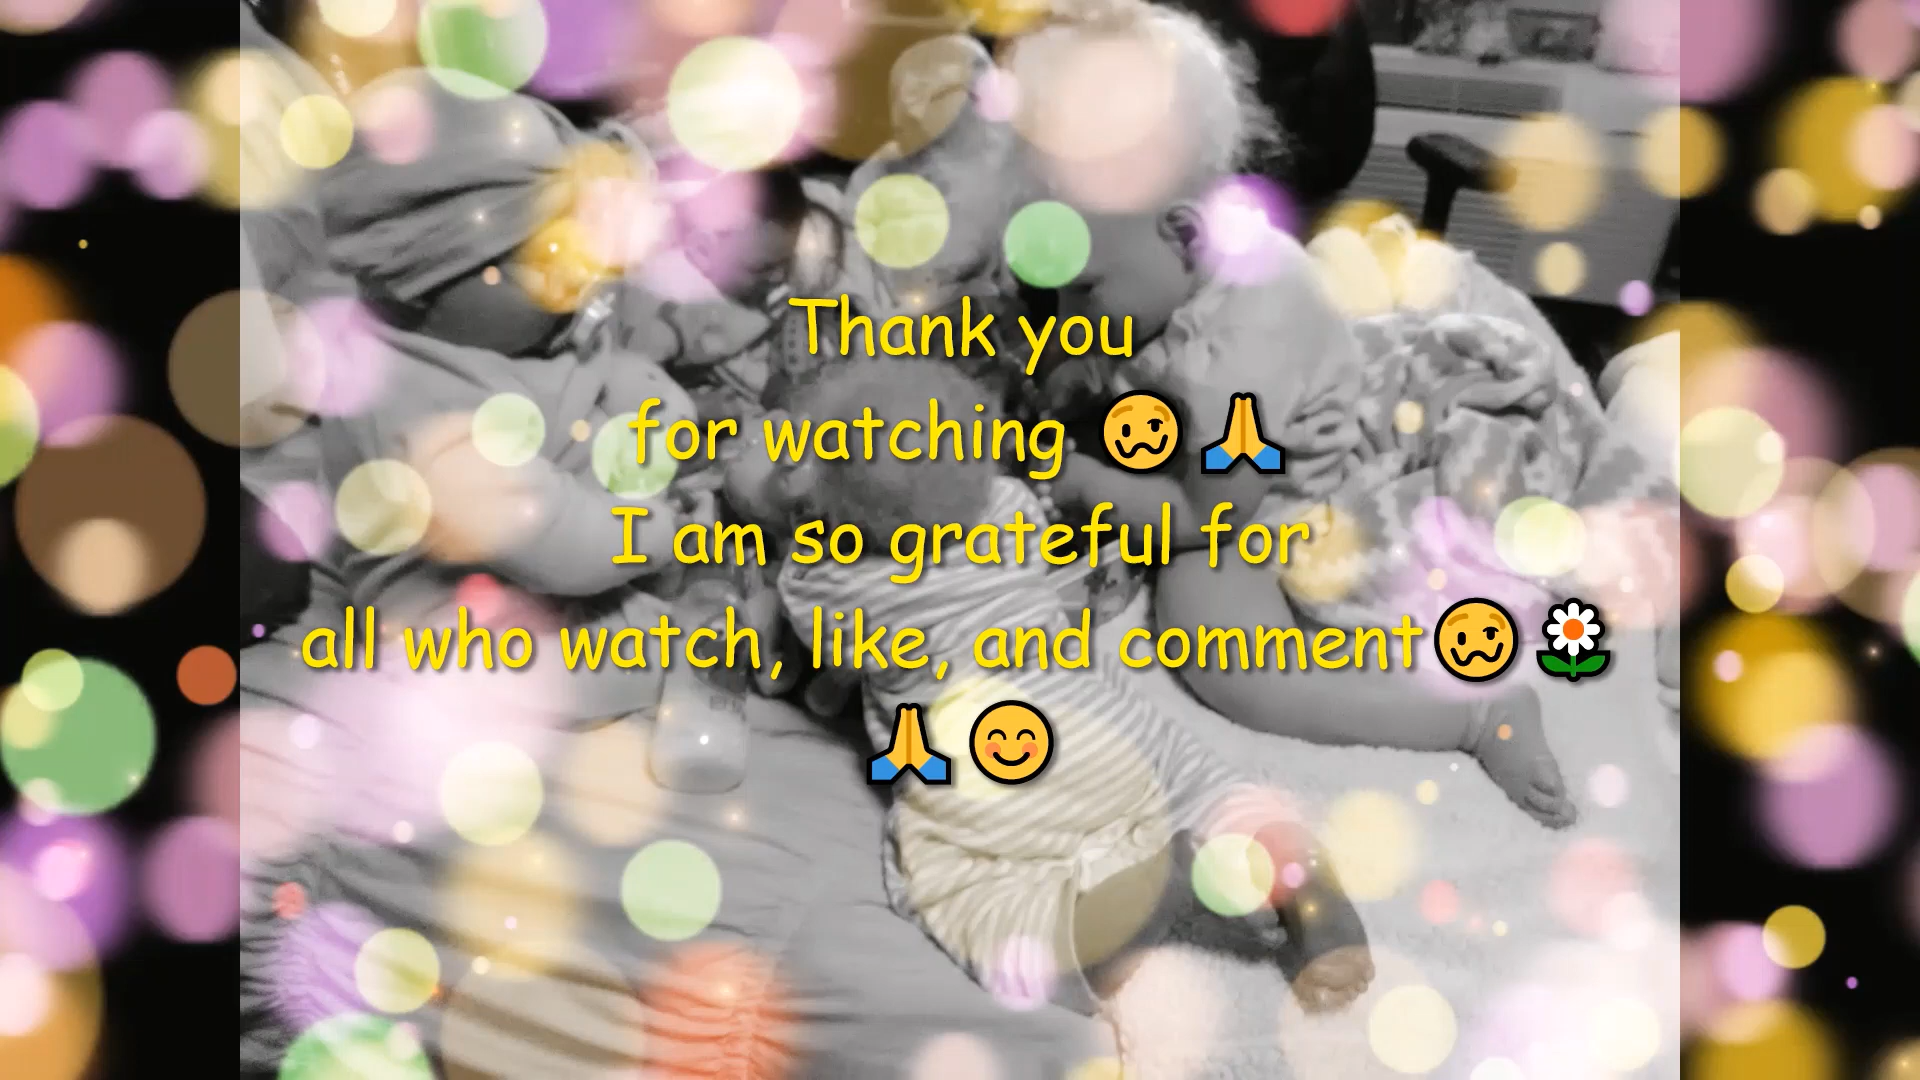 Thank you
for watching 🥴🙏
I am so grateful for
all who watch, like, and comment🥴🌼
🙏😊